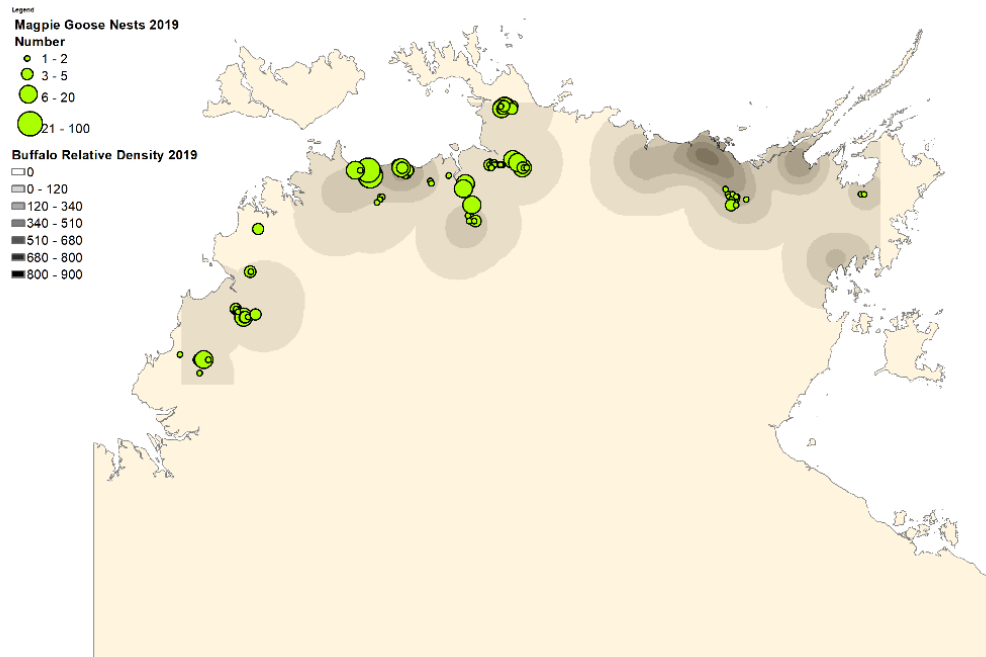 Legend
Magpie Goose Nests 2019
Number
1 - 2
3 - 5
6 - 20
21 - 100
Buffalo Relative Density 2019
0
0 - 120
120 - 340
340 - 510
510 - 680
680 - 800
800 - 900